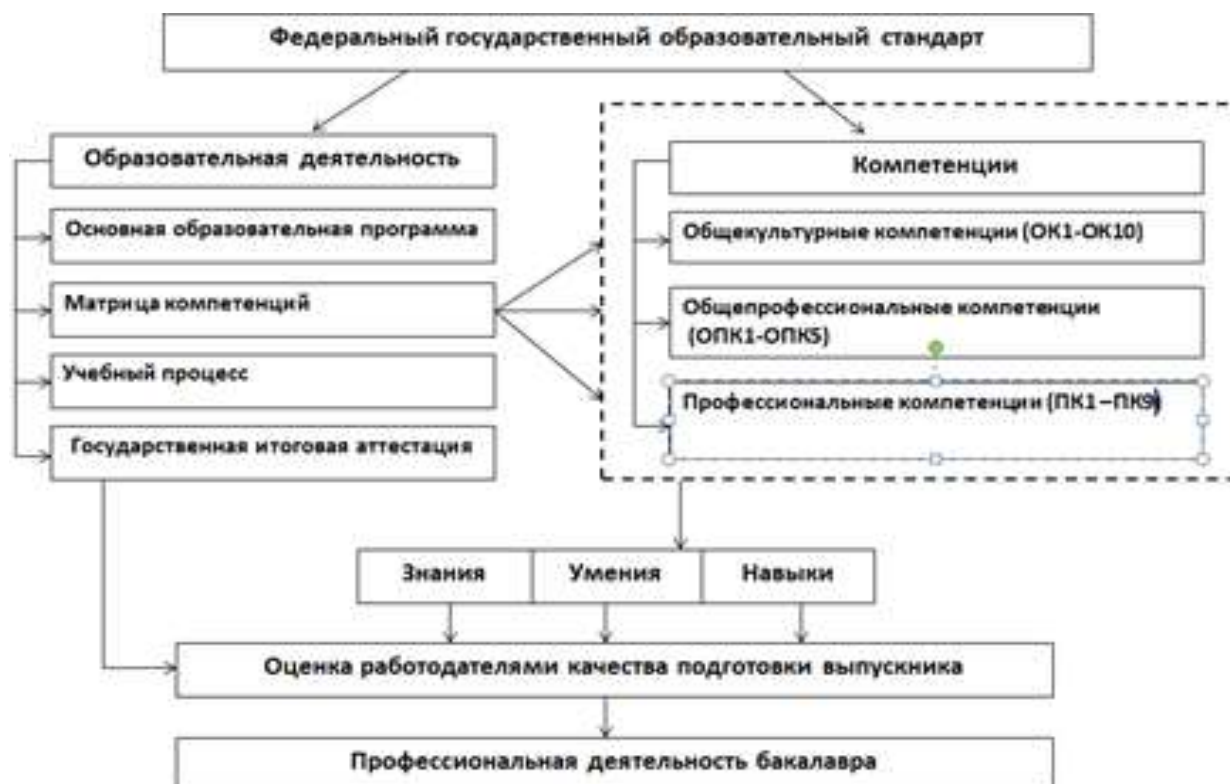 Федеральный государственный образовательный стандарт
Образовательная деятельность
Основная образовательная программа
Матрица компетенций
Учебный процесс
Государственная итоговая аттестация
Компетенции
Общекультурные компетенции (ОК1-ОК10)
Общепрофессиональные компетенции
(ОПК1-ОПК5)
Профессиональные компетенции (ПК1–ПК9)
Знания
Умения
Навыки
Оценка работодателями качества подготовки выпускника
Профессиональная деятельность бакалавра